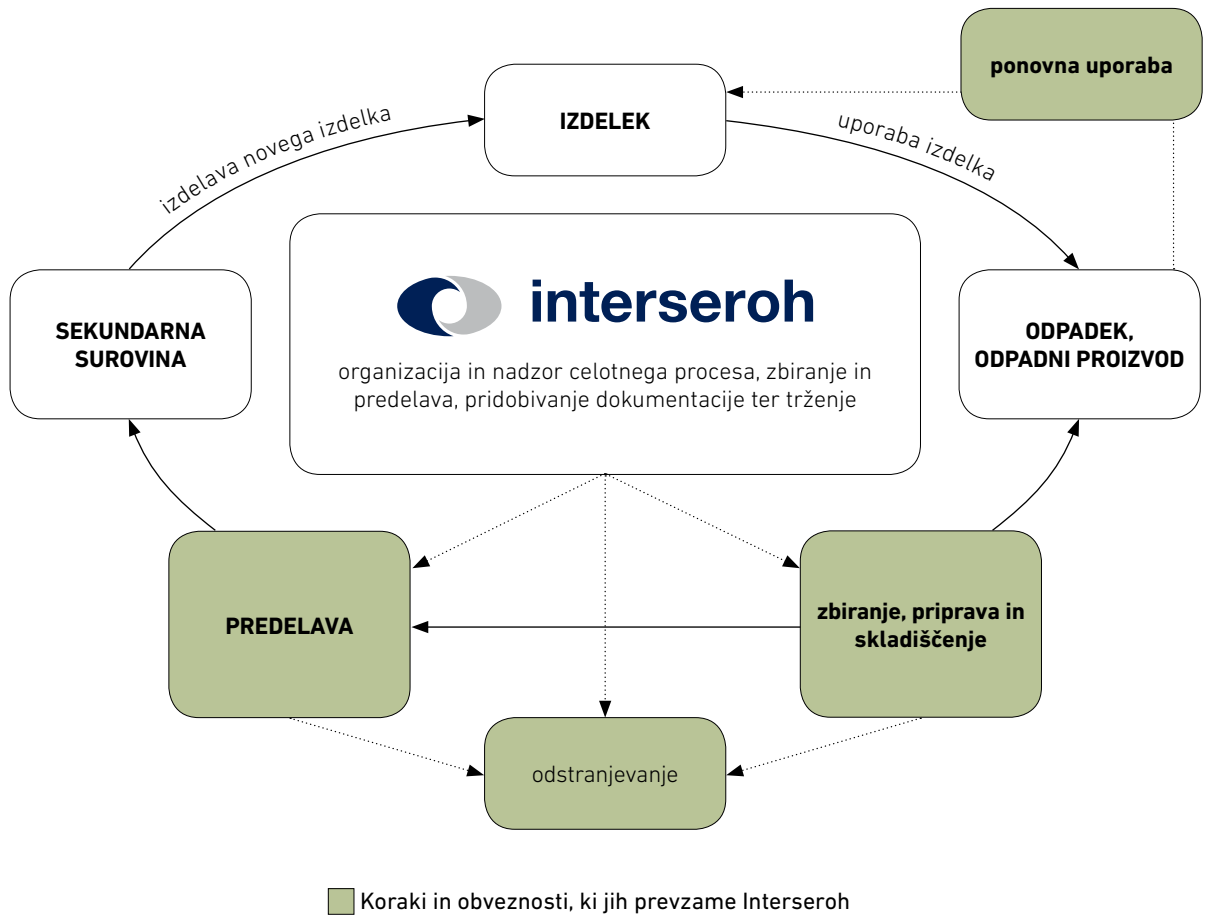 ponovna uporaba
IZDELEK
izdelava novega izdelka
uporaba izdelka
interseroh
organizacija in nadzor celotnega procesa, zbiranje in
predelava, pridobivanje dokumentacije ter trženje
SEKUNDARNA
SUROVINA
ODPADEK,
ODPADNI PROIZVOD
PREDELAVA
zbiranje, priprava in
skladiščenje
odstranjevanje
Koraki in obveznosti, ki jih prevzame Interseroh